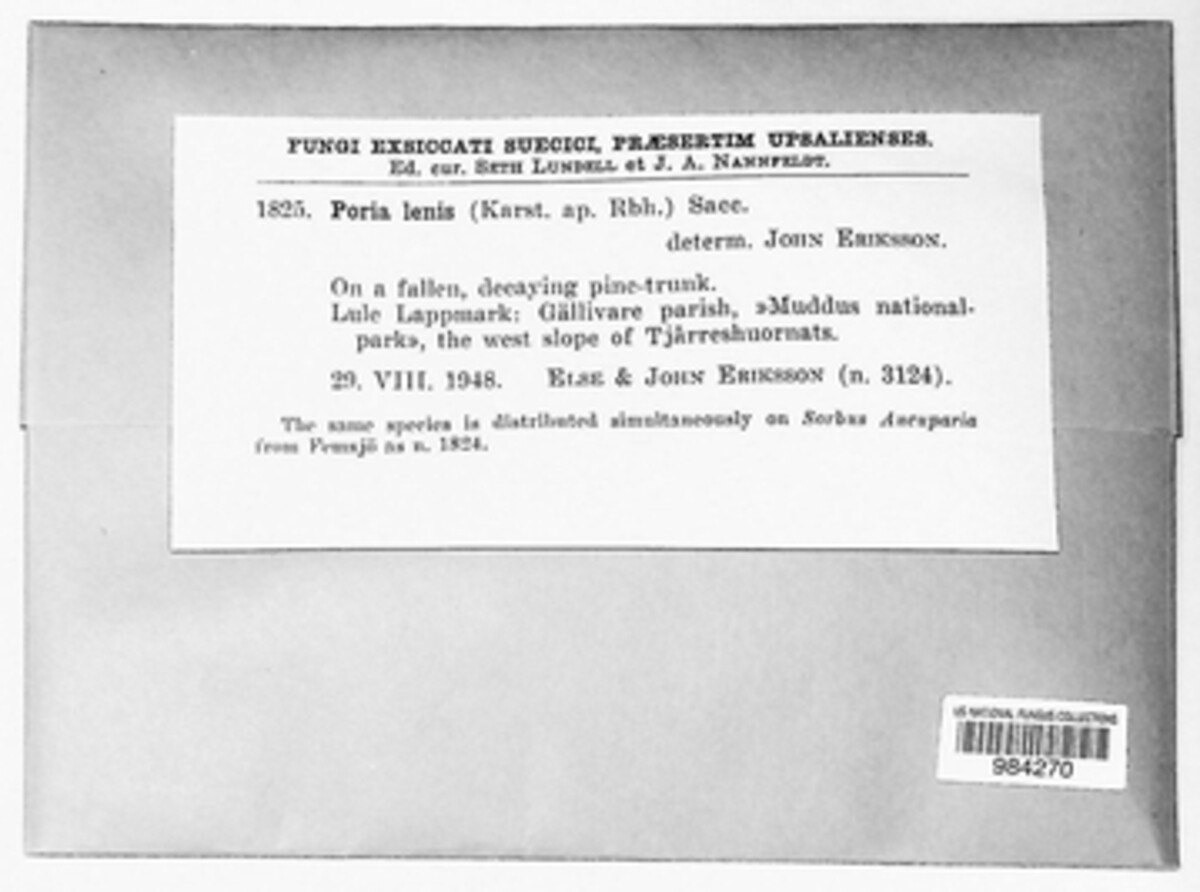 FUNGI EXSICCATI SUECICI, PRÆSERTIM UPSALIENSES.
Ed. cur. SETH LUNDELL et J. A. NANNFELDT.
1825. Poria lenis (Karst. ap. Rbh.) Sacc.
determ. JOHN ERIKSSON.
On a fallen, decaying pine-trunk.
Lule Lappmark: Gällivare parish, »Muddus national-
park», the west slope of Tjårreshuornats.
29. VIII. 1948. ELSE & JOHN ERIKSSON (n. 3124).
The same species is distributed simultaneously on Sorbus Aucuparia
from Femsjö as n. 1824.
US NATIONAL FUNGUS COLLECTIONS
984270